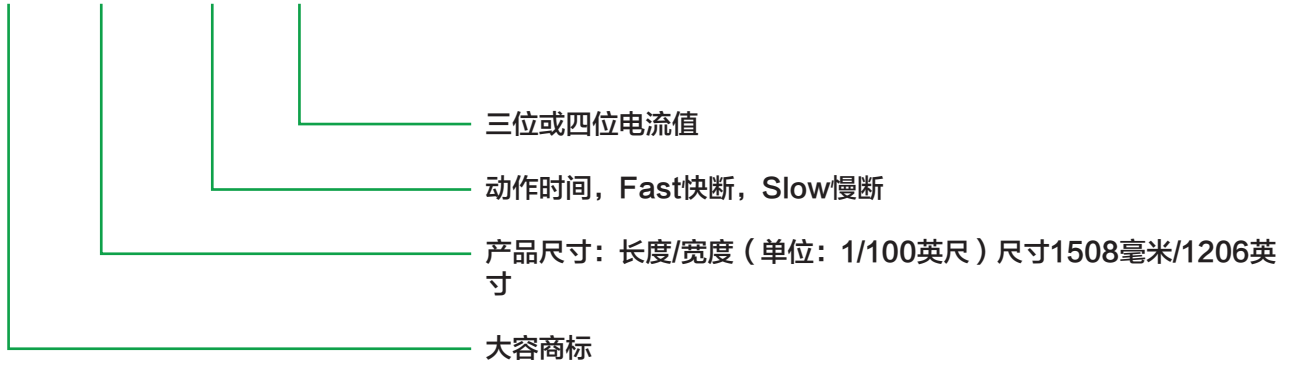 三位或四位电流值
动作时间，Fast快断，Slow慢断
产品尺寸：长度/宽度（单位：1/100英尺）尺寸1508毫米/1206英
寸
大容商标